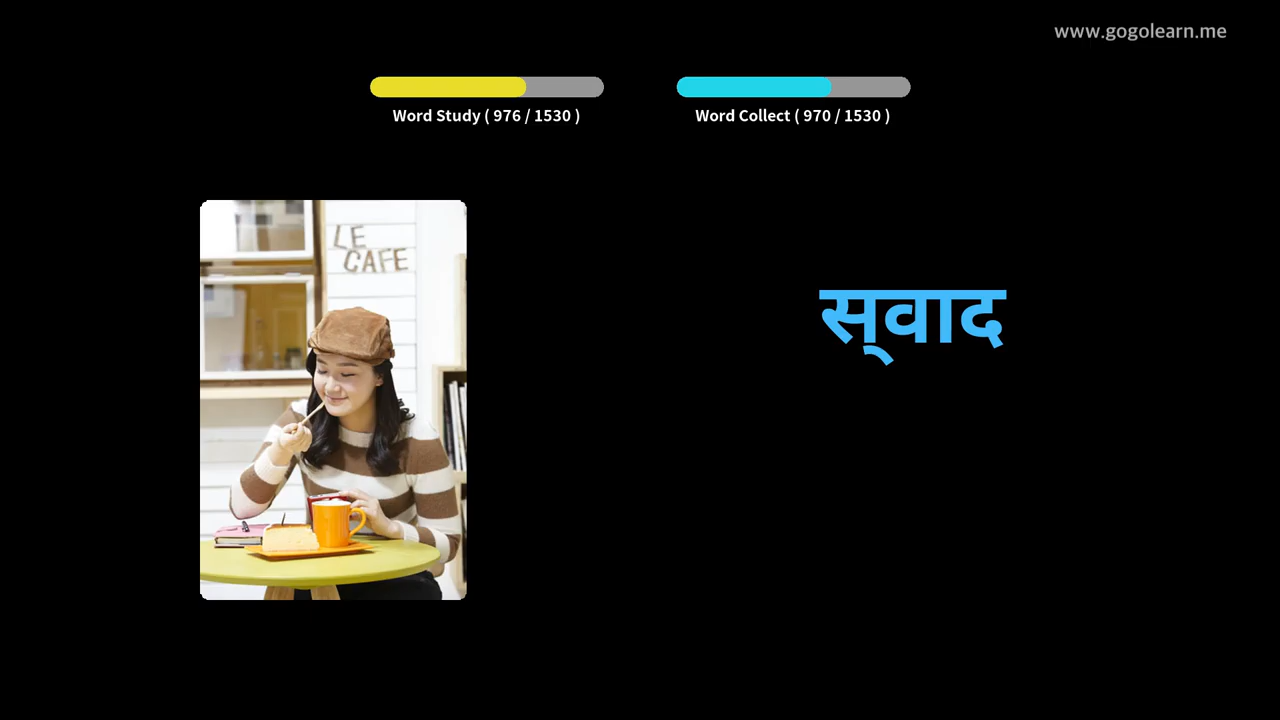 www.gogolearn.me
Word Study ( 976 / 1530 )
Word Collect ( 970 / 1530 )
LE
CAFE
स्‌वाद